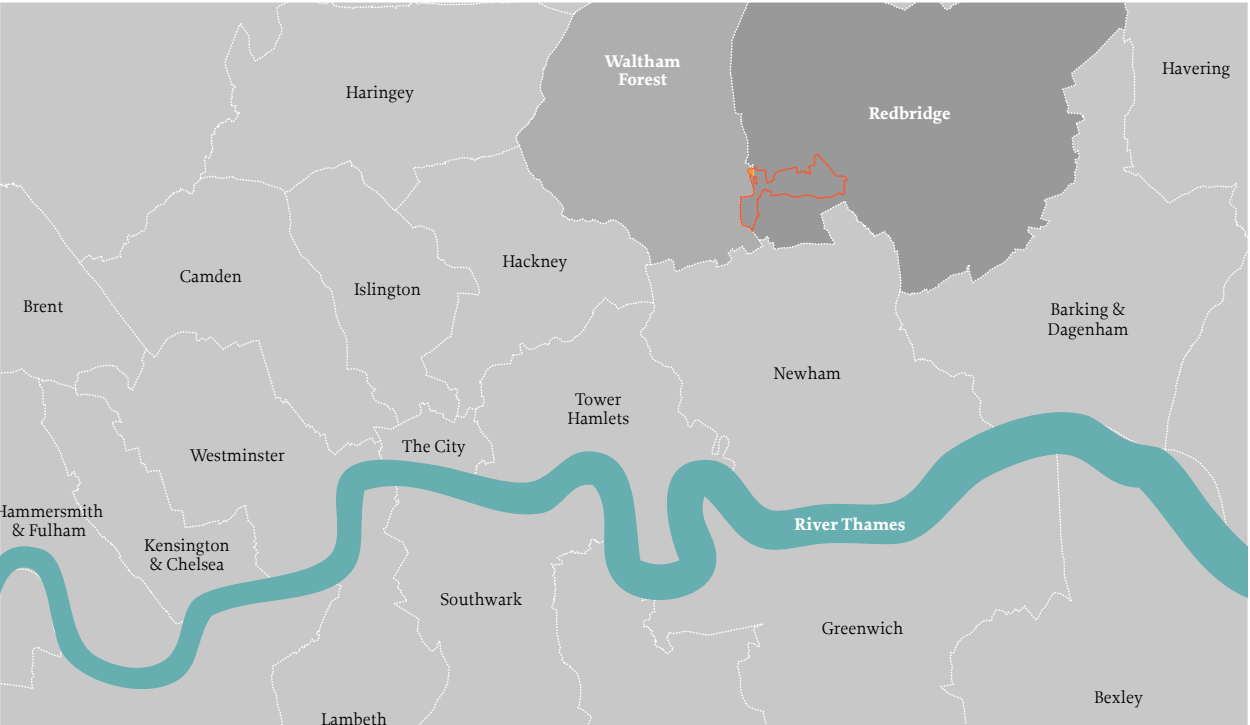 Waltham
Forest
Havering
Haringey
Redbridge
Hackney
Camden
Islington
Brent
Barking &
Dagenham
Newham
Tower
Hamlets
The City
Westminster
Hammersmith
& Fulham
River Thames
Kensington
& Chelsea
Southwark
Greenwich
Bexley
Lambeth